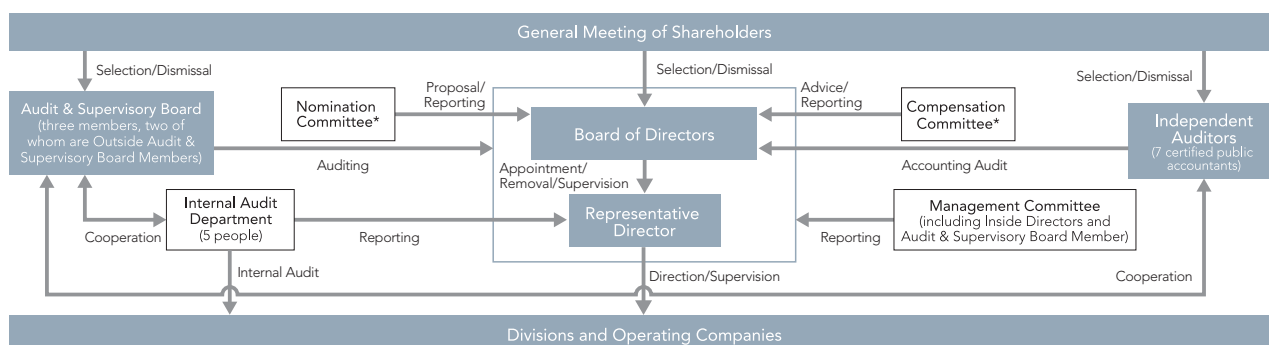 General Meeting of Shareholders
Selection/Dismissal
Selection/Dismissal
Selection/Dismissal
Audit & Supervisory Board
(three members, two of
whom are Outside Audit &
Supervisory Board Members)
Nomination
Committee*
Proposal/
Reporting
Board of Directors
Advice/
Reporting
Compensation
Committee*
Independent
Auditors
(7 certified public
accountants)
Auditing
Accounting Audit
Appointment/
Removal/Supervision
Cooperation
Internal Audit
Department
(5 people)
Reporting
Representative
Director
Reporting
Management Committee
(including Inside Directors and
Audit & Supervisory Board Member)
Internal Audit
Direction/Supervision
Cooperation
Divisions and Operating Companies